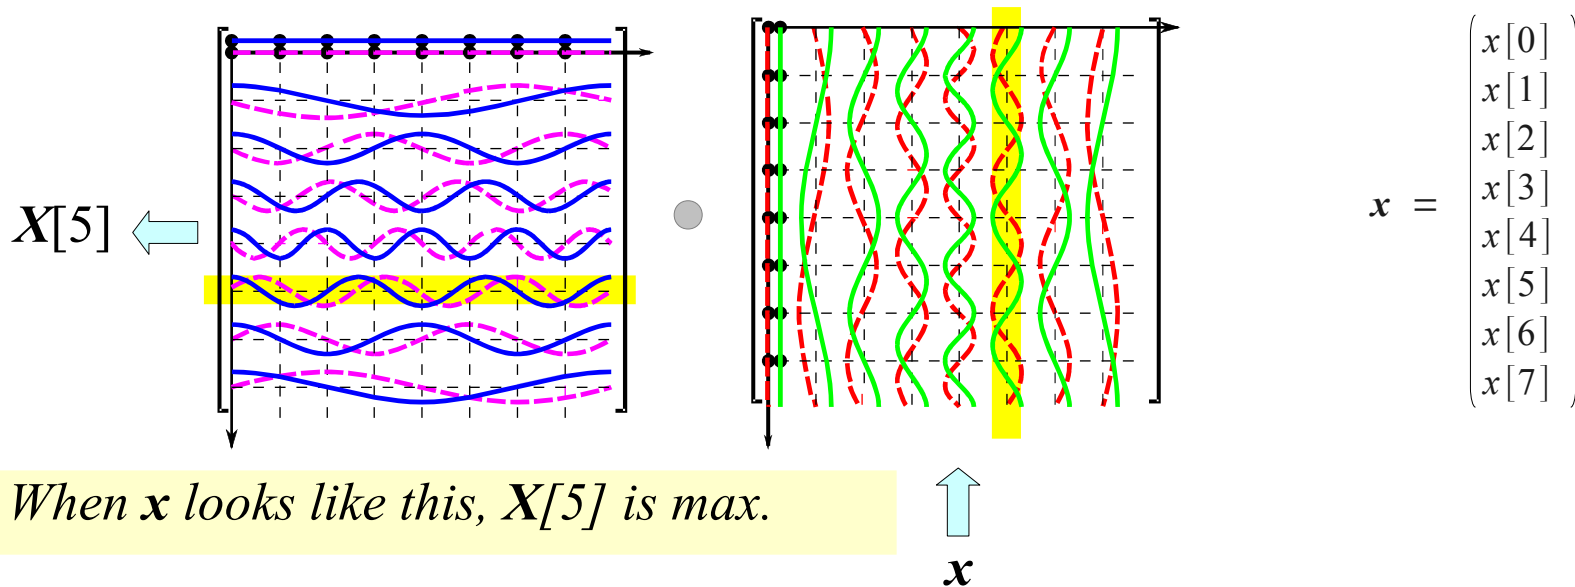 X[5]
x =
x[0]
x[1]
x[2]
x[3]
x[4]
x[5]
x[6]
x[7]
When x looks like this, X[5] is max.
x